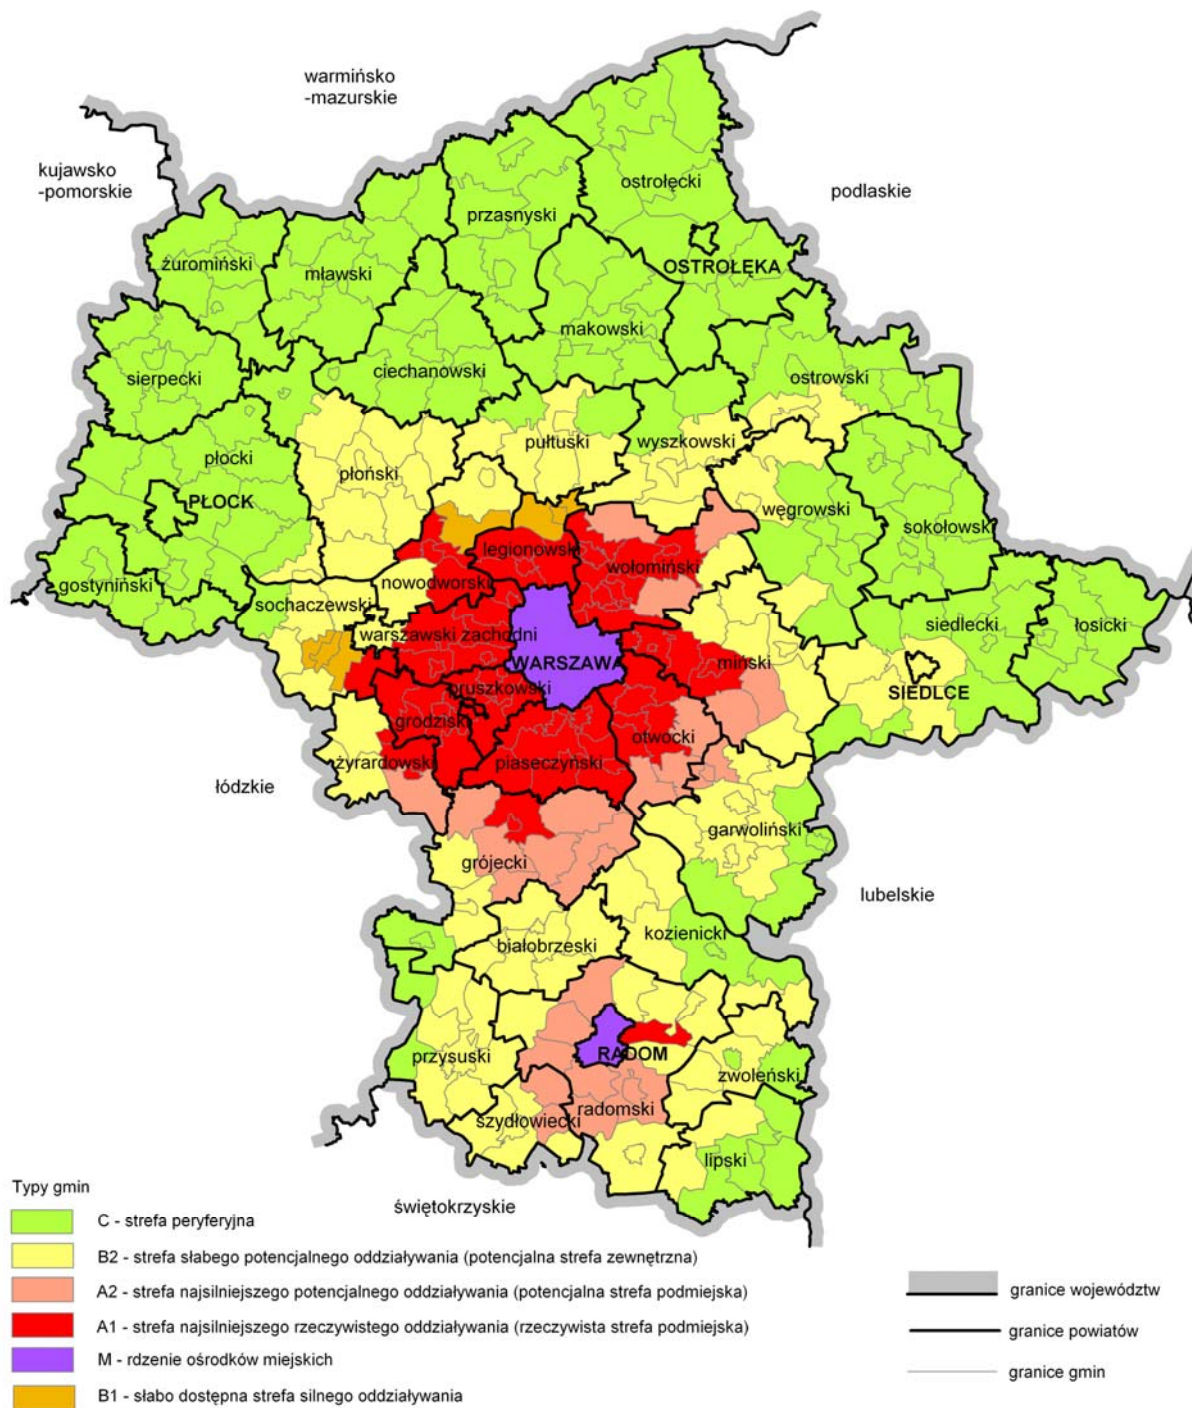 warmińsko
-mazurskie
kujawsko
-pomorskie
podlaskie
ostrołęcki
przasnyski
żuromiński
mławski
OSTROŁĘKA
makowski
sierpecki
ciechanowski
ostrowski
płocki
pułtuski
wyszkowski
płoński
PŁOCK
węgrowski
sokołowski
legionowski
wołomiński
gostyniński
nowodworski
sochaczewski
warszawski zachodni
siedlecki
łosicki
WARSZAWA
miński
pruszkowski
SIEDLCE
grodziski
otwocki
żyrardowski
piaseczyński
łódzkie
garwoliński
grójecki
lubelskie
kozienicki
białobrzeski
przysuski
RADOM
zwoleński
szydłowiecki
radomski
lipski
świętokrzyskie
Typy gmin
C - strefa peryferyjna
B2 - strefa słabego potencjalnego oddziaływania (potencjalna strefa zewnętrzna)
A2 - strefa najsilniejszego potencjalnego oddziaływania (potencjalna strefa podmiejska)
A1 - strefa najsilniejszego rzeczywistego oddziaływania (rzeczywista strefa podmiejska)
M - rdzenie ośrodków miejskich
B1 - słabo dostępna strefa silnego oddziaływania
granice województw
granice powiatów
granice gmin